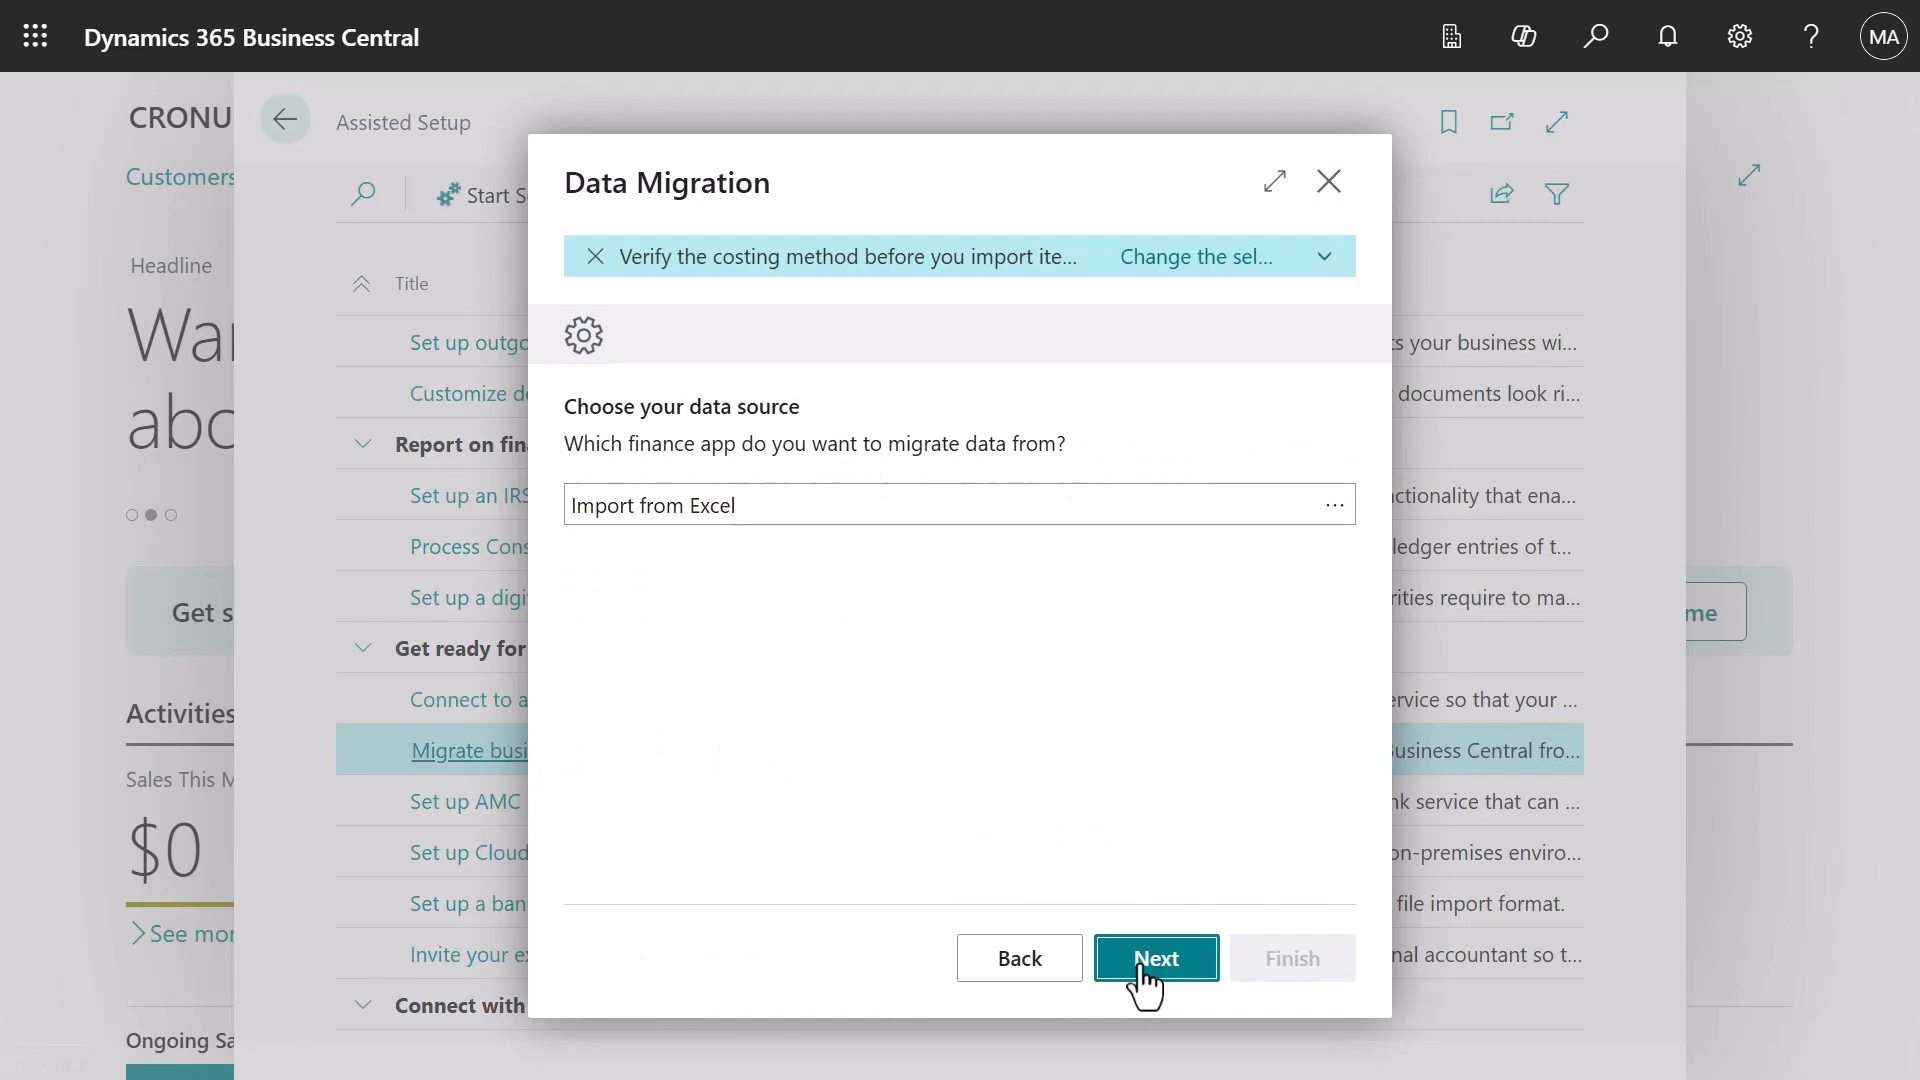 Dynamics 365 Business Central
MA
CRONU
Customers
Headline
War
abo
Get s
me
Activities
Sales This M
$0
See mor
Ongoing Sa
Assisted Setup
Start S
Title
Set up outgo
ts your business wi...
Customize do
documents look ri...
Report on fin
Set up an IRS
ctionality that ena...
Process Cons
ledger entries of t...
Set up a digi
rities require to ma...
Get ready for
Connect to a
ervice so that your ...
Migrate busi
usiness Central fro...
Set up AMC
nk service that can ...
Set up Cloud
on-premises enviro...
Set up a ban
file import format.
Invite your ex
nal accountant so t...
Connect with
Data Migration
Verify the costing method before you import ite... Change the sel...
Choose your data source
Which finance app do you want to migrate data from?
Import from Excel ...
Back Next Finish